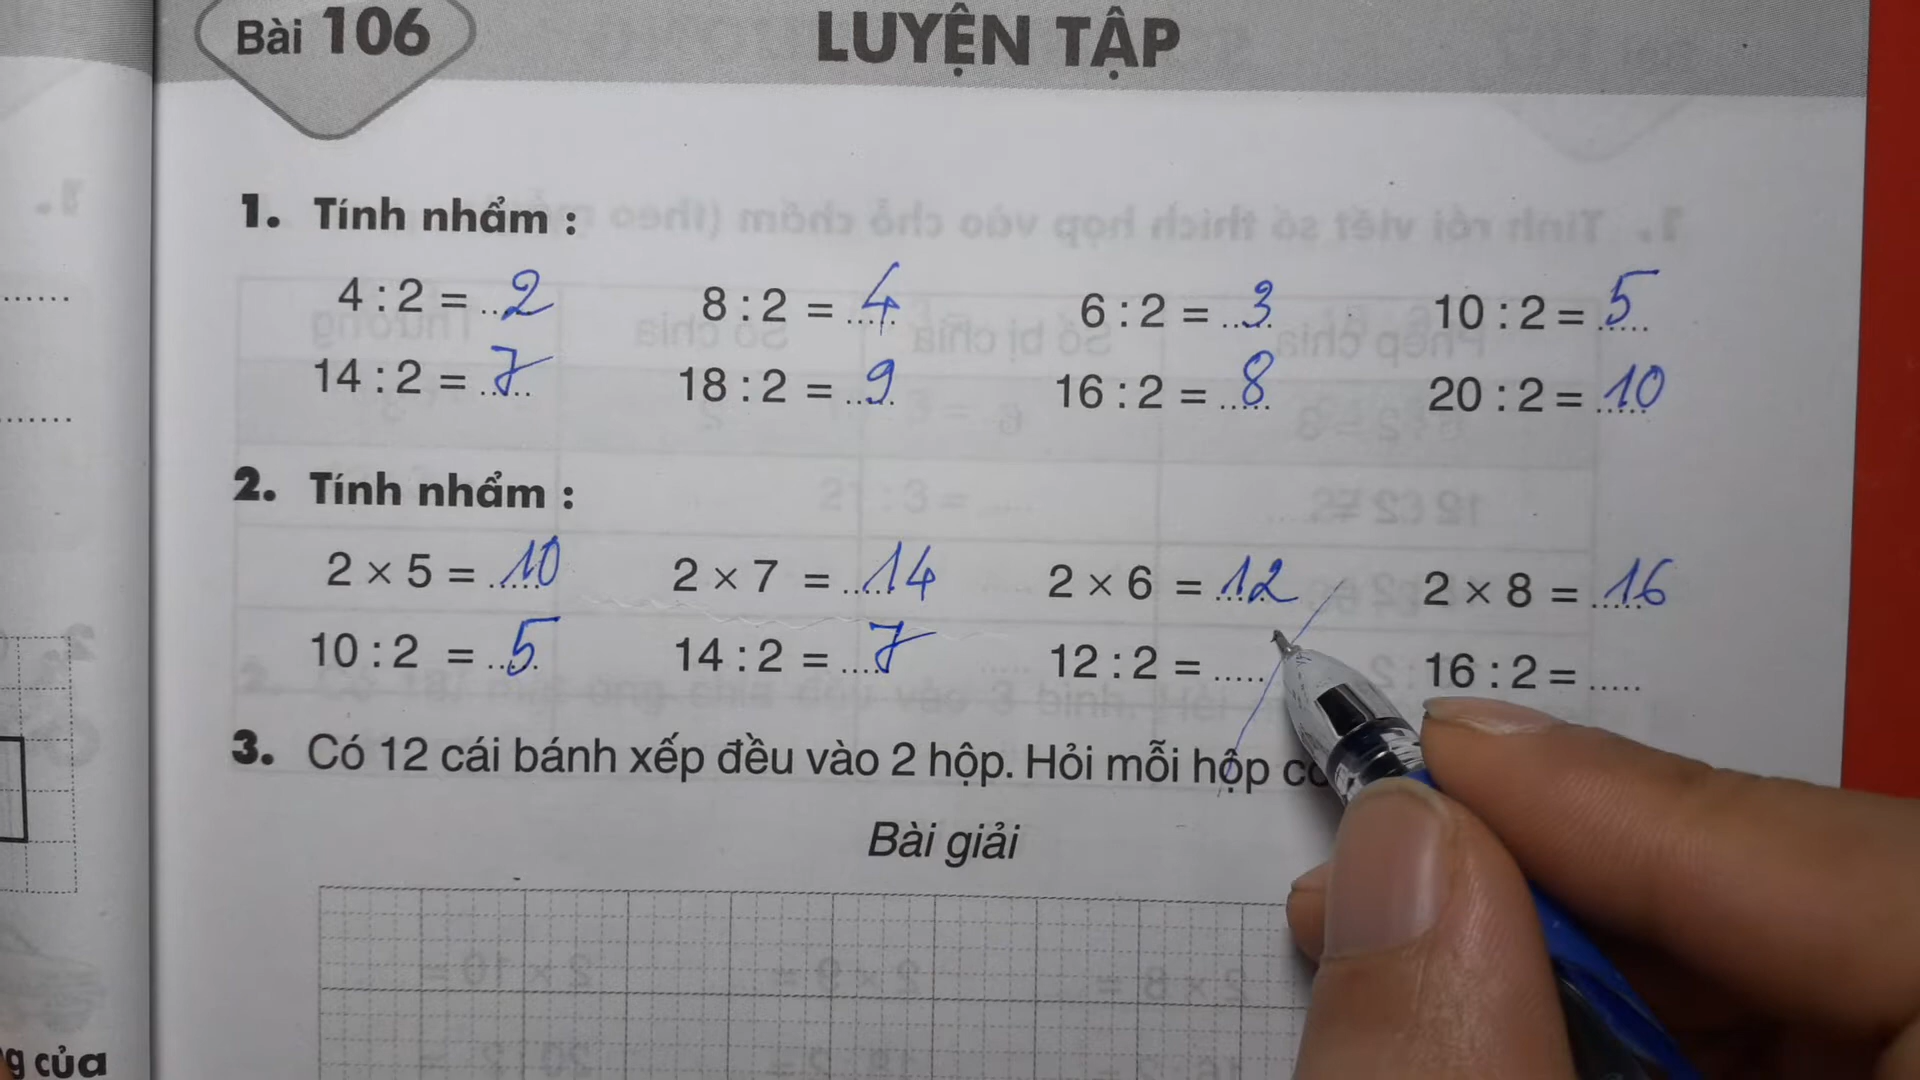 Bài 106
LUYỆN TẬP
1. Tính nhẩm :
4 : 2 = ..2 8 : 2 = ..4.. 6 : 2 = ..3.. 10 : 2 = ..5..
14 : 2 = ..7.. 18 : 2 = ..9.. 16 : 2 = ..8.. 20 : 2 = ..10
2. Tính nhẩm :
2 × 5 = ..10 2 × 7 = ..14 2 × 6 = ..12 2 × 8 = ..16
10 : 2 = ..5.. 14 : 2 = ..7 12 : 2 = ..... 16 : 2 = .....
3. Có 12 cái bánh xếp đều vào 2 hộp. Hỏi mỗi hộp
Bài giải
của